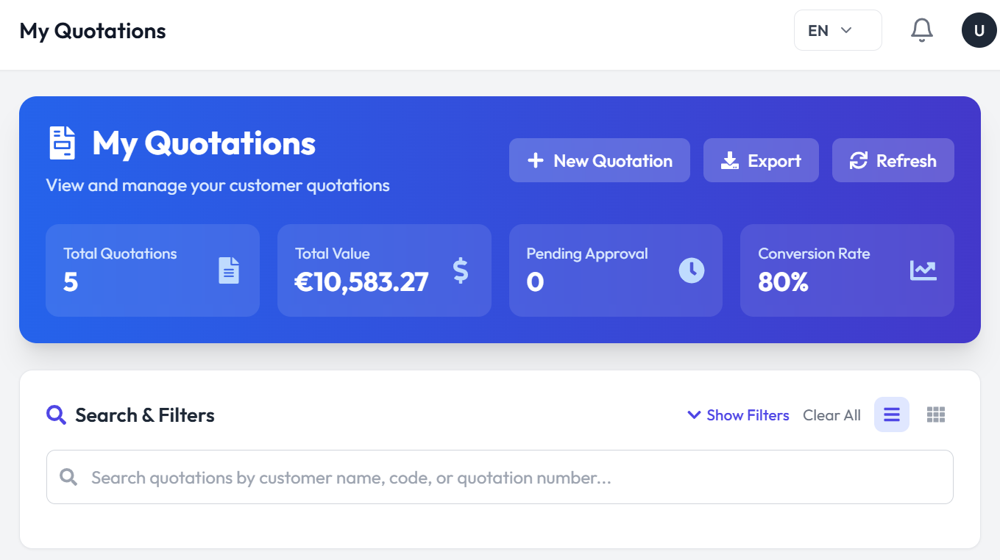 My Quotations
EN
U
My Quotations
View and manage your customer quotations
New Quotation
Export
Refresh
Total Quotations
5
Total Value
€10,583.27
$
Pending Approval
0
Conversion Rate
80%
Search & Filters
Show Filters
Clear All
Search quotations by customer name, code, or quotation number...